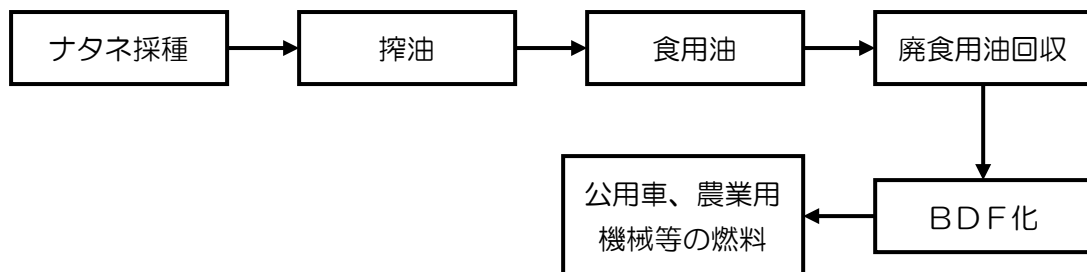 ナタネ採種
搾油
食用油
廃食用油回収
ＢＤＦ化
公用車、農業用
機械等の燃料